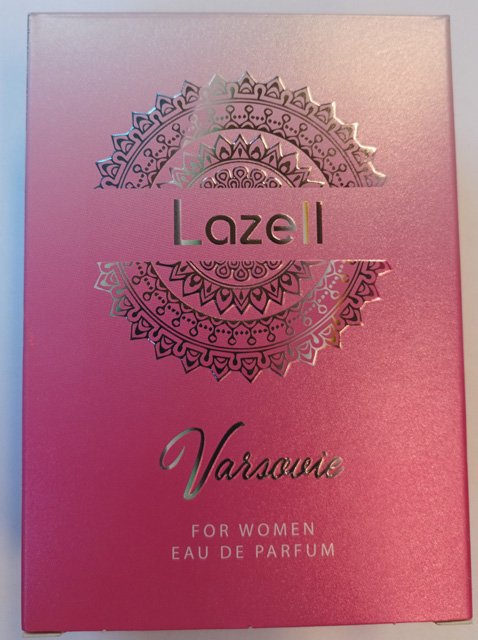 Lazell
Varsovie
FOR WOMEN
EAU DE PARFUM